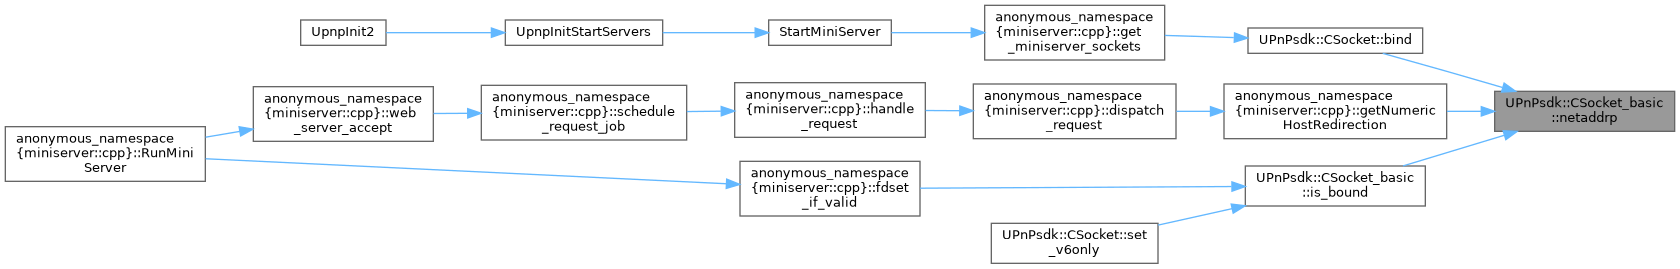 UpnpInit2
UpnpInitStartServers
StartMiniServer
anonymous_namespace
{miniserver::cpp}::get
_miniserver_sockets
UPnPsdk::CSocket::bind
anonymous_namespace
{miniserver::cpp}::RunMini
Server
anonymous_namespace
{miniserver::cpp}::web
_server_accept
anonymous_namespace
{miniserver::cpp}::schedule
_request_job
anonymous_namespace
{miniserver::cpp}::handle
_request
anonymous_namespace
{miniserver::cpp}::dispatch
_request
anonymous_namespace
{miniserver::cpp}::getNumeric
HostRedirection
UPnPsdk::CSocket_basic
::netaddrp
anonymous_namespace
{miniserver::cpp}::fdset
_if_valid
UPnPsdk::CSocket_basic
::is_bound
UPnPsdk::CSocket::set
_v6only